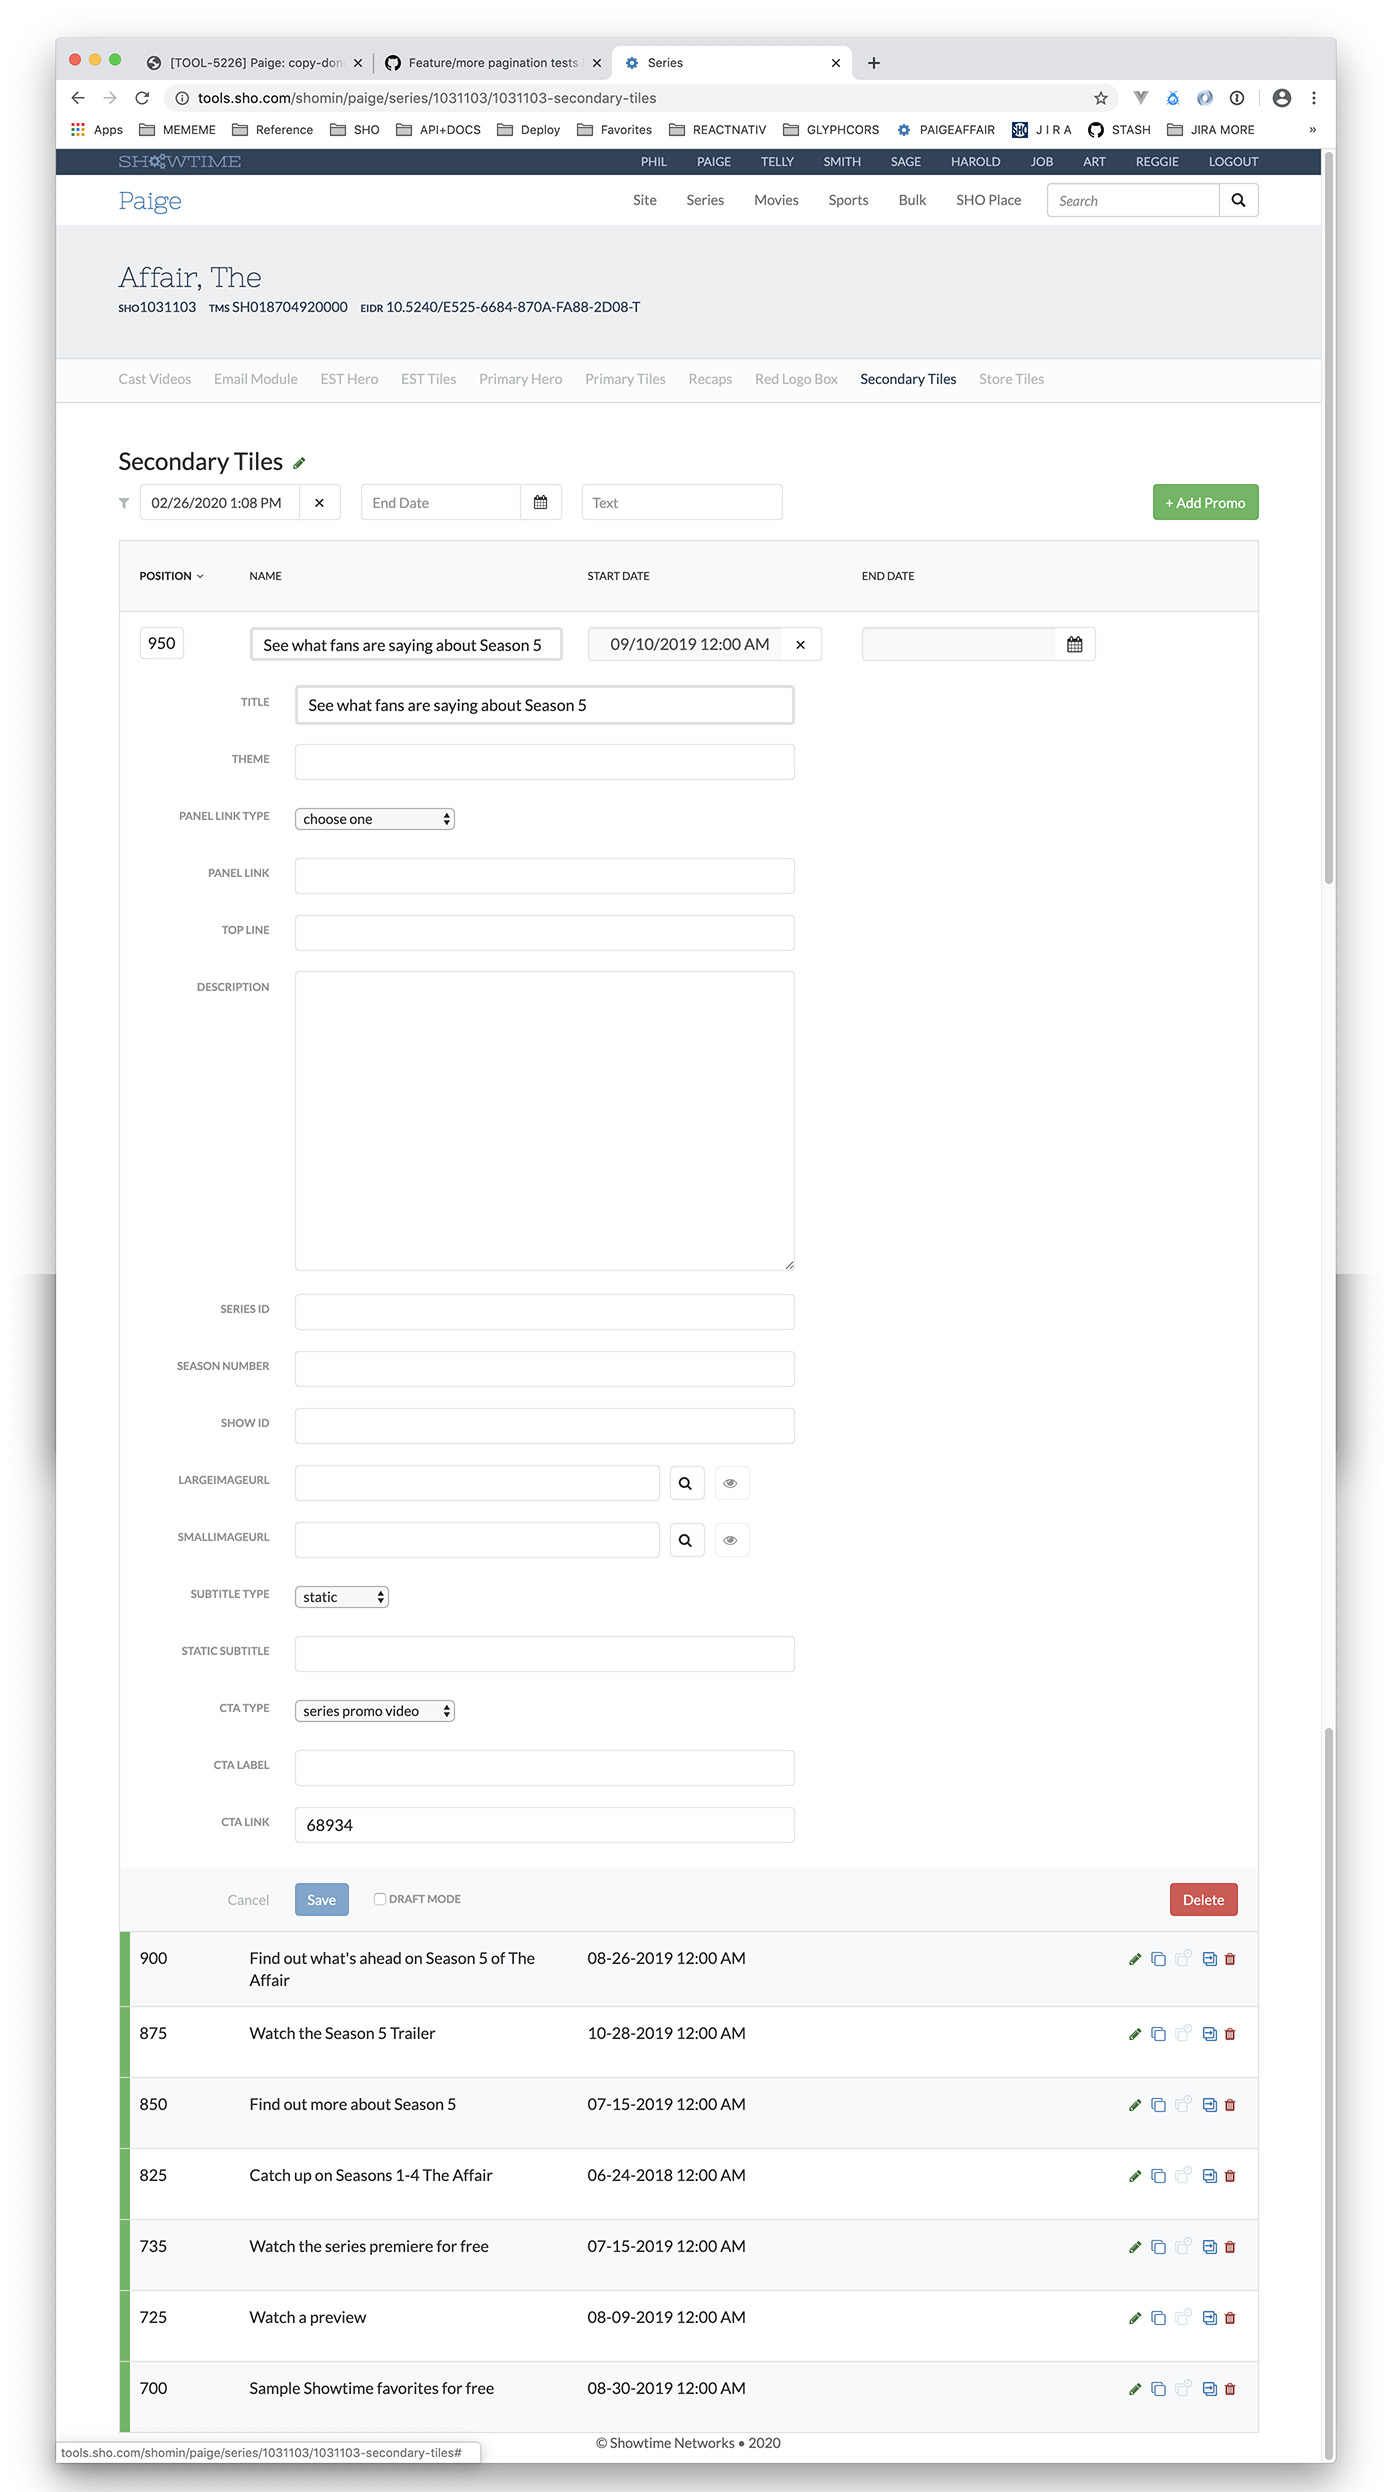 [TOOL-5226] Paige: copy-don
Feature/more pagination tests
Series
tools.sho.com/shomin/paige/series/1031103/1031103-secondary-tiles
Apps MEMEME Reference SHO API+DOCS Deploy Favorites REACTNATIV GLYPHCORS PAIGEAFFAIR J I R A STASH JIRA MORE »
SHOWTIME PHIL PAIGE TELLY SMITH SAGE HAROLD JOB ART REGGIE LOGOUT
Paige Site Series Movies Sports Bulk SHO Place Search
Affair, The
SHO1031103 TMS SH018704920000 EIDR 10.5240/E525-6684-870A-FA88-2D08-T
Cast Videos Email Module EST Hero EST Tiles Primary Hero Primary Tiles Recaps Red Logo Box Secondary Tiles Store Tiles
Secondary Tiles
02/26/2020 1:08 PM End Date Text + Add Promo
POSITION NAME START DATE END DATE
950 See what fans are saying about Season 5 09/10/2019 12:00 AM
TITLE See what fans are saying about Season 5
THEME
PANEL LINK TYPE choose one
PANEL LINK
TOP LINE
DESCRIPTION
SERIES ID
SEASON NUMBER
SHOW ID
LARGEIMAGEURL
SMALLIMAGEURL
SUBTITLE TYPE static
STATIC SUBTITLE
CTA TYPE series promo video
CTA LABEL
CTA LINK 68934
Cancel Save DRAFT MODE Delete
900 Find out what's ahead on Season 5 of The 08-26-2019 12:00 AM
Affair
875 Watch the Season 5 Trailer 10-28-2019 12:00 AM
850 Find out more about Season 5 07-15-2019 12:00 AM
825 Catch up on Seasons 1-4 The Affair 06-24-2018 12:00 AM
735 Watch the series premiere for free 07-15-2019 12:00 AM
725 Watch a preview 08-09-2019 12:00 AM
700 Sample Showtime favorites for free 08-30-2019 12:00 AM
© Showtime Networks • 2020
tools.sho.com/shomin/paige/series/1031103/1031103-secondary-tiles#